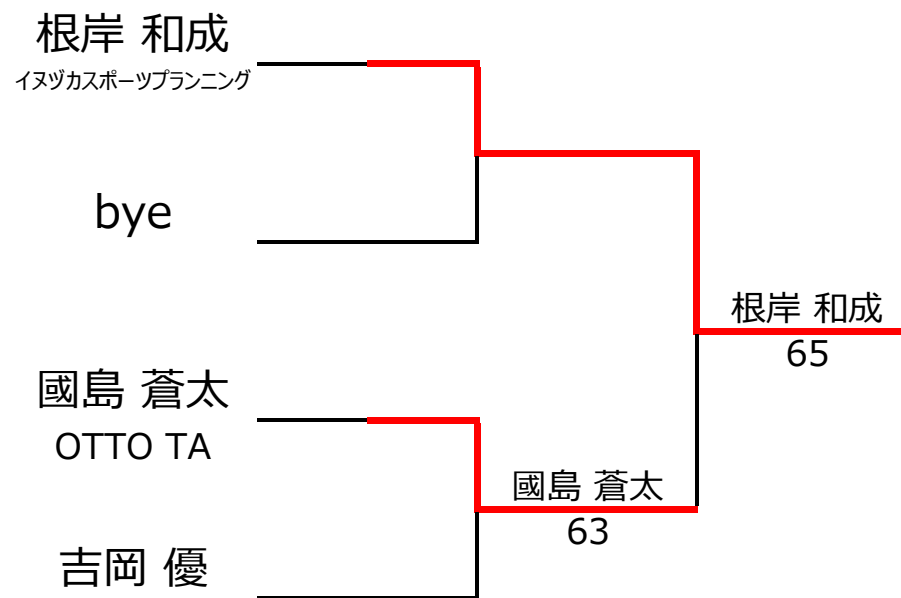 根岸 和成
イヌヅカスポーツプランニング
bye
根岸 和成
65
國島 蒼太
OTTO TA
國島 蒼太
63
吉岡 優